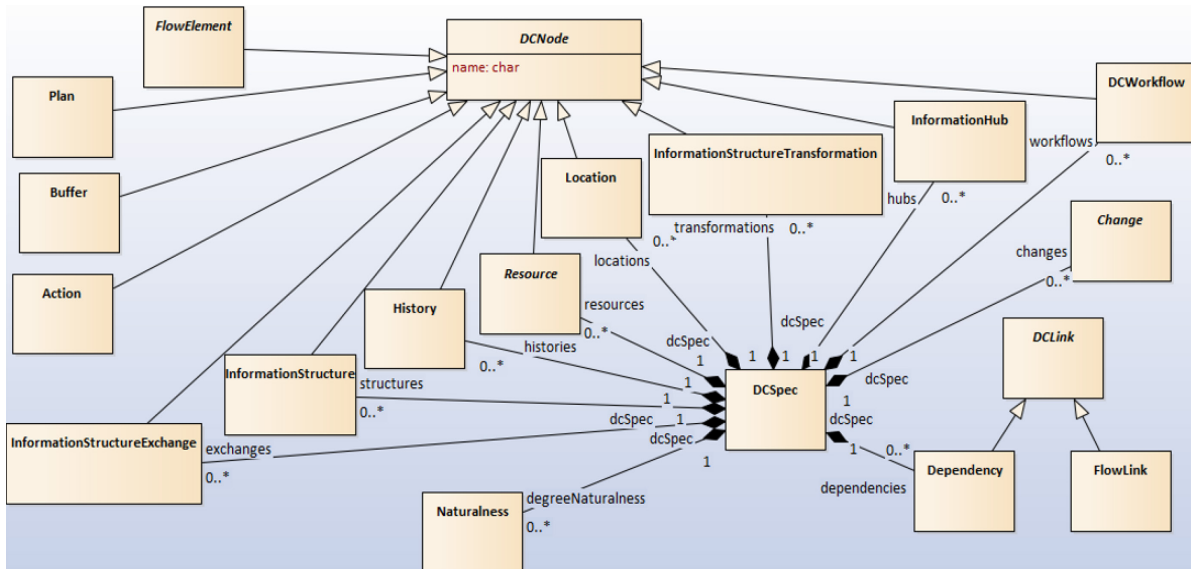 FlowElement
DCNode
name: char
Plan
DCWorkflow
InformationHub
workflows
0..*
InformationStructureTransformation
Location
Buffer
hubs
0..*
Change
transformations
0..*
0..*
locations
changes
0..*
Resource
Action
resources
0..*
History
histories
0..*
dcSpec
dcSpec
1
1
1
1
1
DCLink
InformationStructure
structures
0..*
DCSpec
dcSpec
1
1
1
InformationStructureExchange
exchanges
0..*
dcSpec
1
dcSpec
1
dcSpec
1
0..*
Dependency
dependencies
FlowLink
Naturalness
degreeNaturalness
0..*